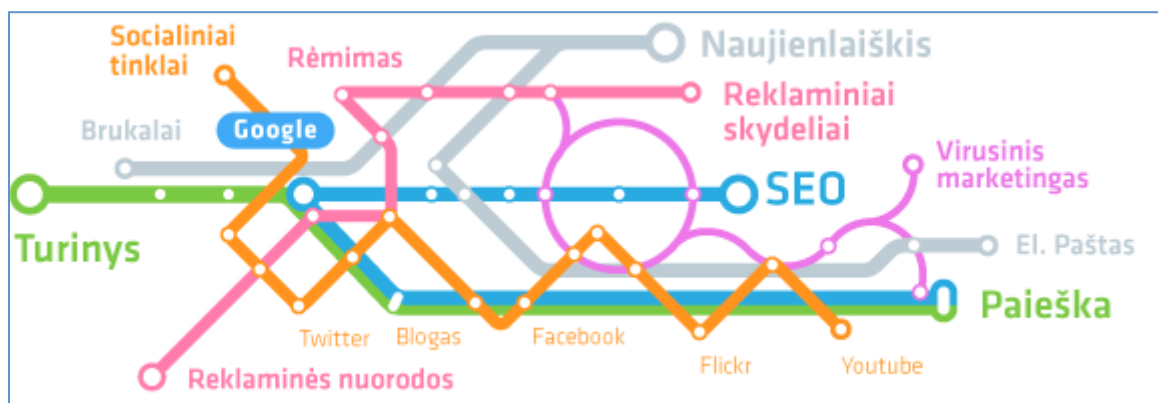 Socialiniai
tinklai
Rėmimas
Naujienlaiškis
Reklaminiai
skydeliai
Brukalai
Google
Virusinis
marketingas
SEO
Turinys
El. Paštas
Paieška
Twitter
Blogas
Facebook
Flickr
Youtube
Reklaminės nuorodos